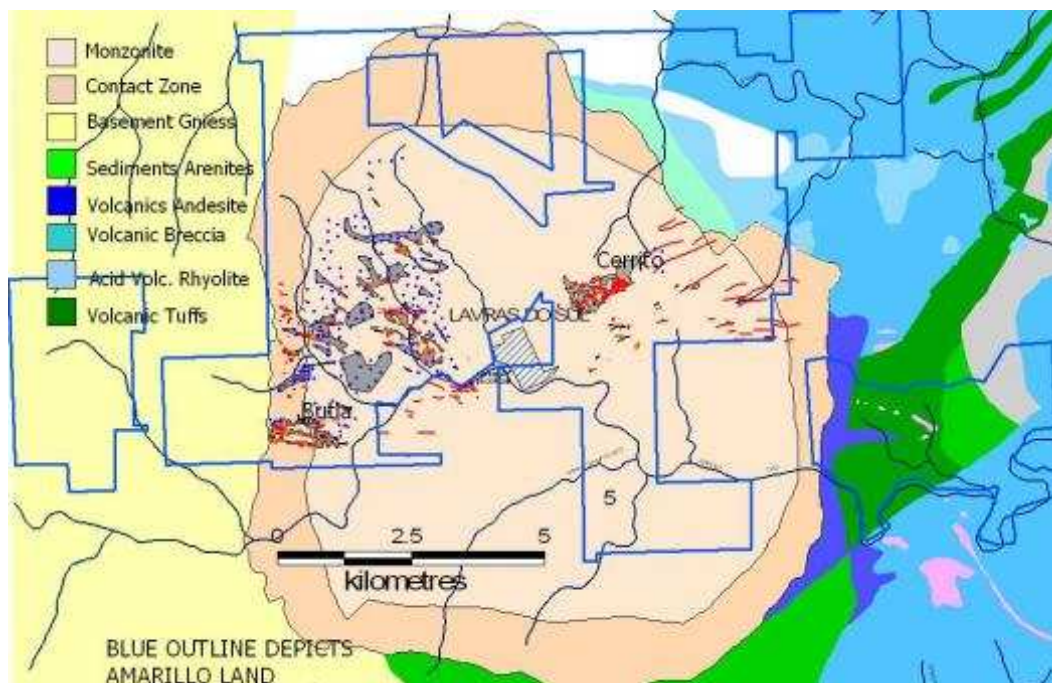 Monzonite
Contact Zone
Basement Gniess
Sediments Arenites
Volcanics Andesite
Volcanic Breccia
Acid Volc. Rhyolite
Volcanic Tuffs
Cerrito
LAVRAS DO SUL
Butia
5
0 2.5 5
kilometres
BLUE OUTLINE DEPICTS
AMARILLO LAND